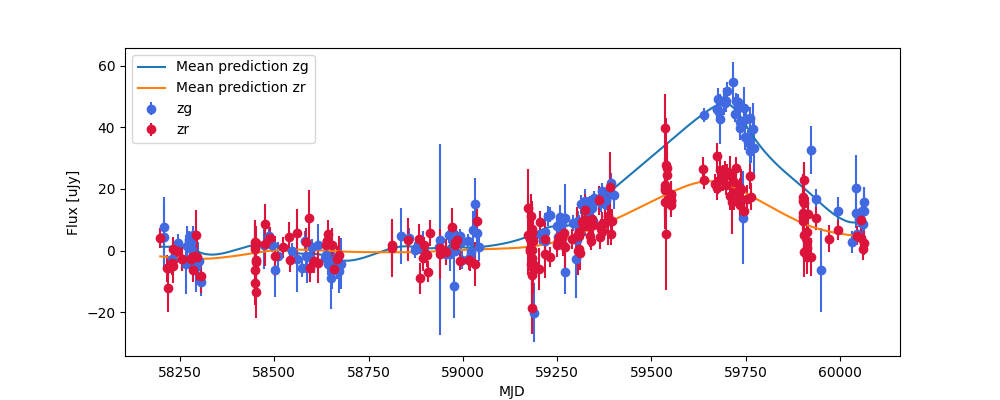 Mean prediction zg
Mean prediction zr
zg
zr
Flux [uJy]
60
40
20
0
−20
58250 58500 58750 59000 59250 59500 59750 60000
MJD